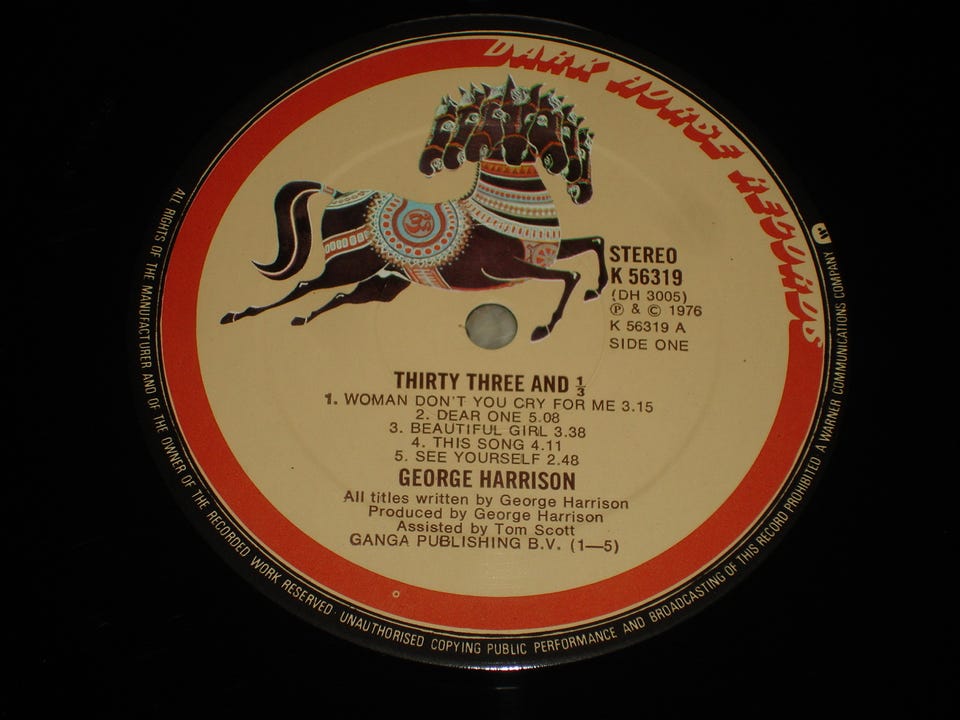 DARK HORSE RECORDS
STEREO
K 56319
(DH 3005)
Ⓟ & © 1976
K 56319 A
SIDE ONE
THIRTY THREE AND 1/3
1. WOMAN DON'T YOU CRY FOR ME 3.15
2. DEAR ONE 5.08
3. BEAUTIFUL GIRL 3.38
4. THIS SONG 4.11
5. SEE YOURSELF 2.48
GEORGE HARRISON
All titles written by George Harrison
Produced by George Harrison
Assisted by Tom Scott
GANGA PUBLISHING B.V. (1—5)
ALL RIGHTS OF THE MANUFACTURER AND OF THE OWNER OF THE RECORDED WORK RESERVED · UNAUTHORISED COPYING PUBLIC PERFORMANCE AND BROADCASTING OF THIS RECORD PROHIBITED A WARNER COMMUNICATIONS COMPANY
ॐ